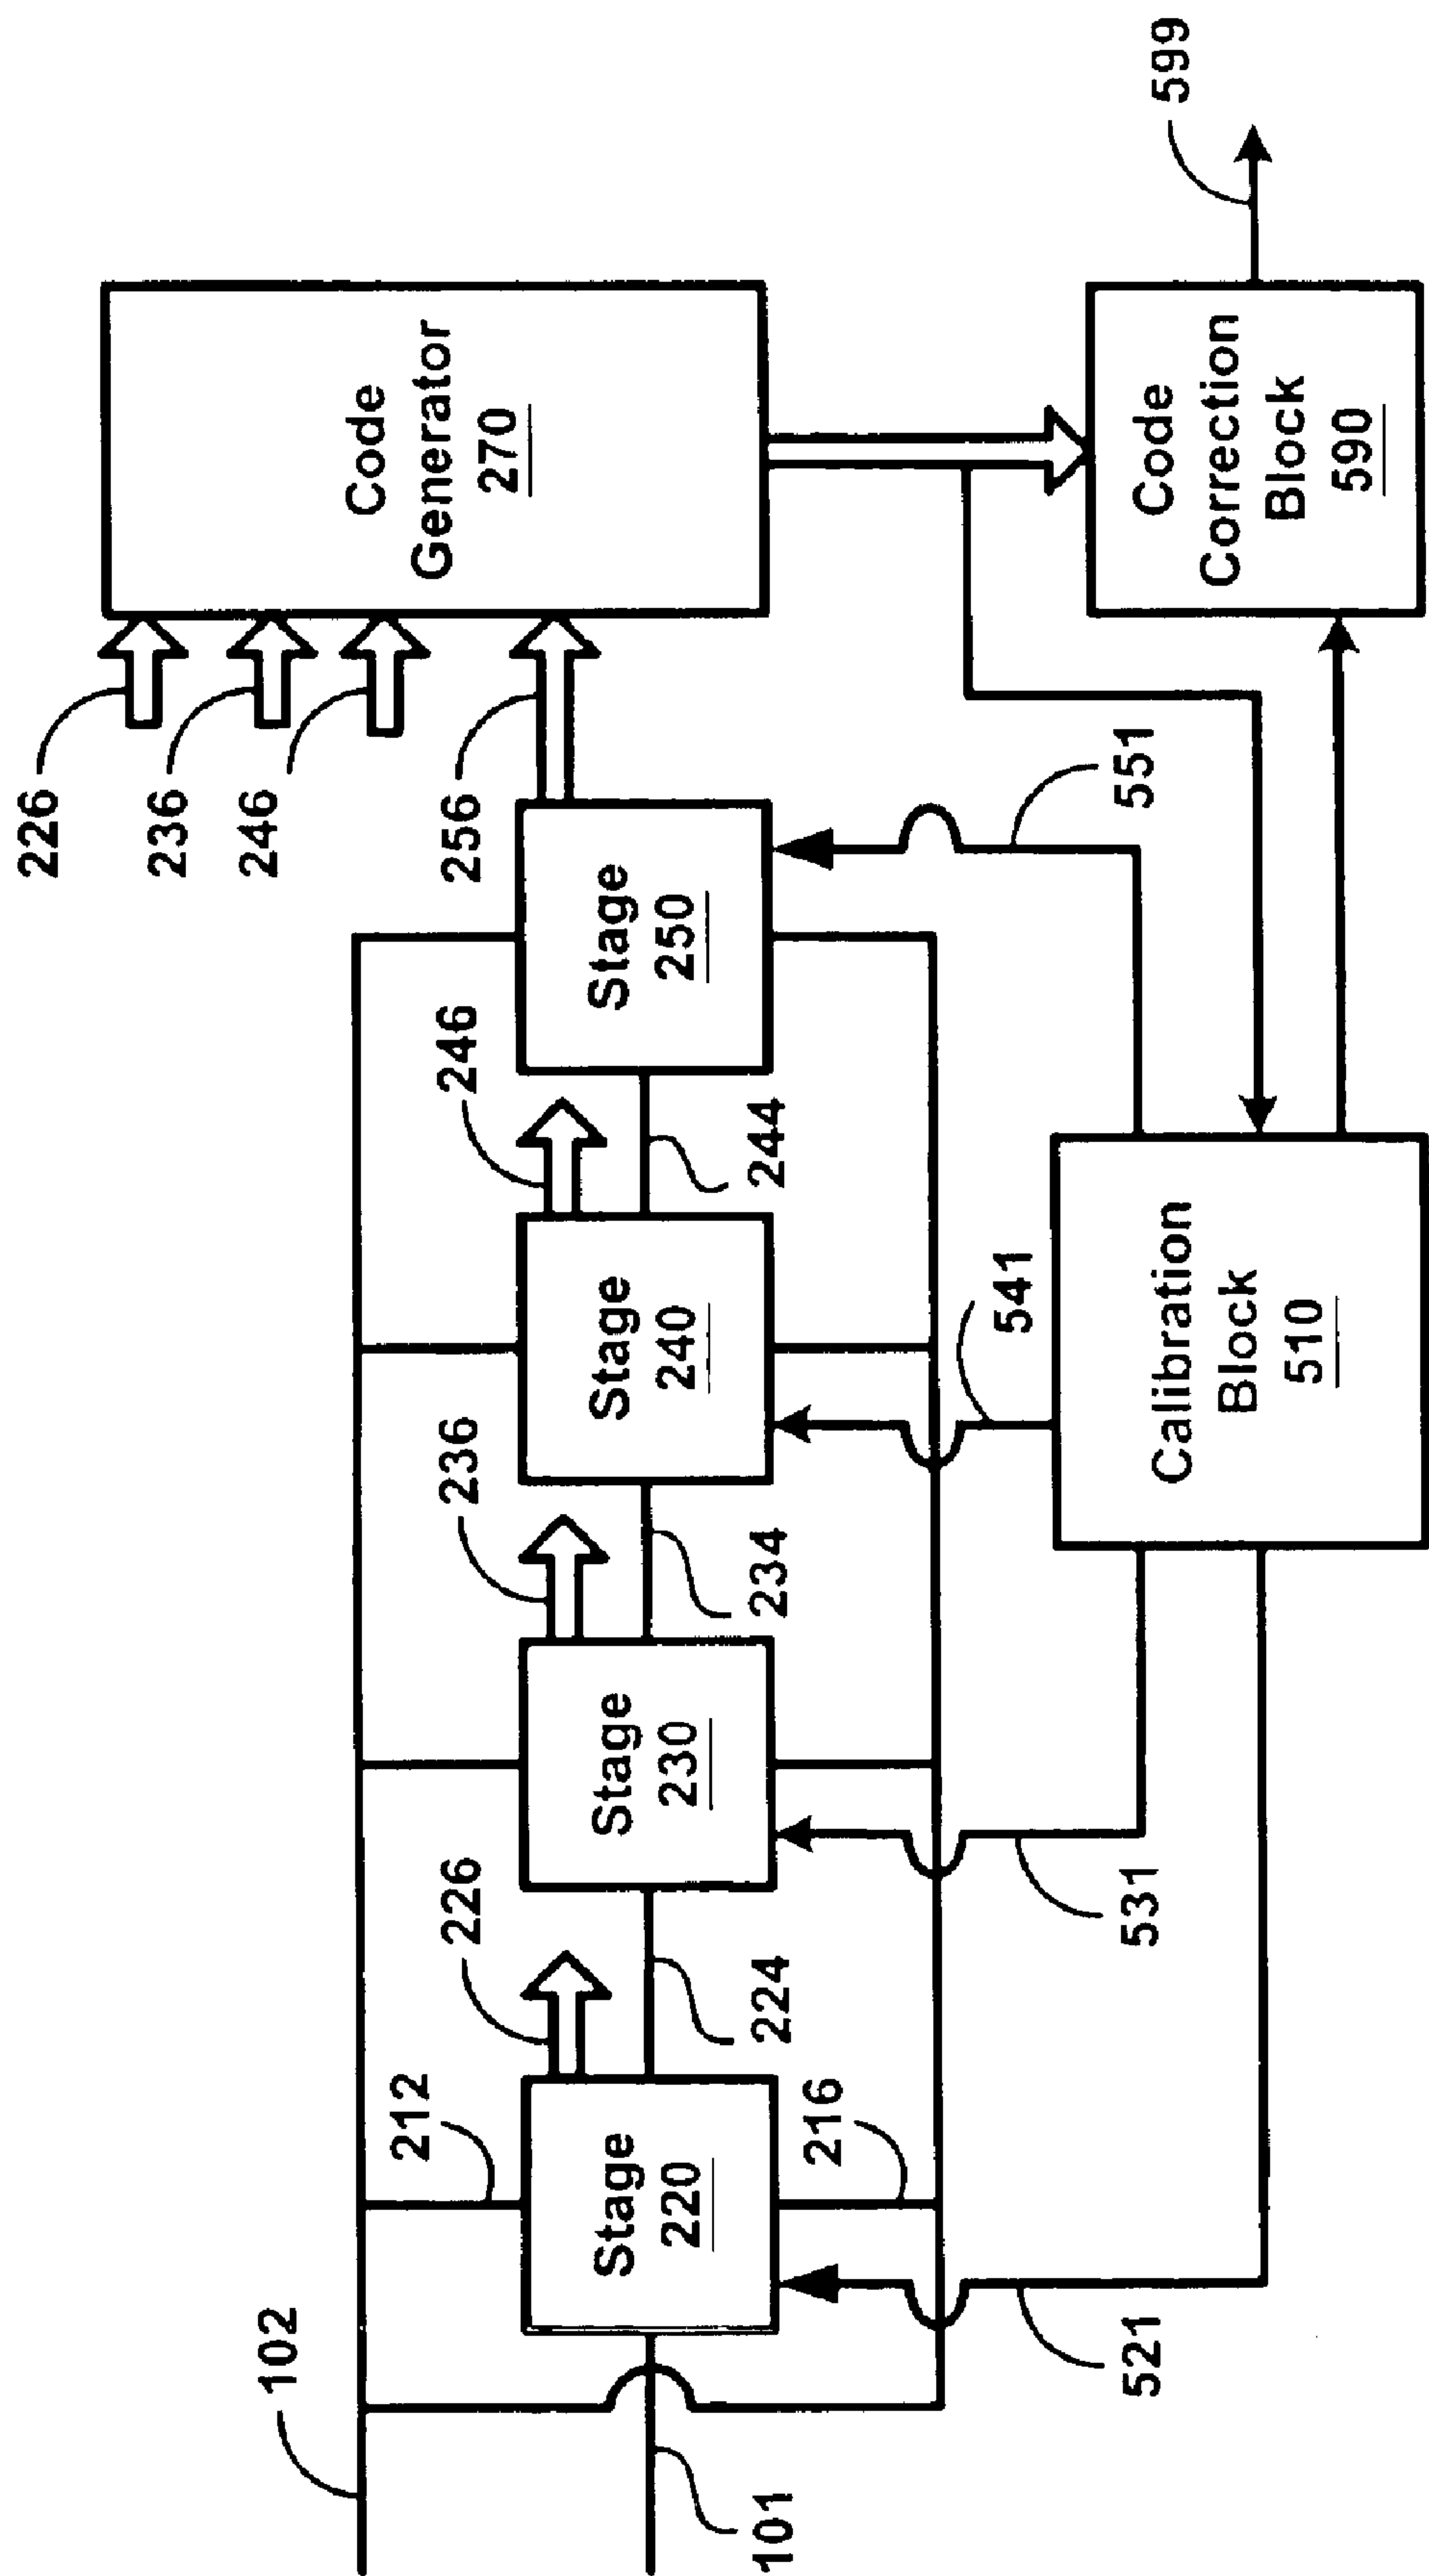 226
236
246
256
Code
Generator
270
102
212
226
236
246
Stage
220
Stage
230
Stage
240
Stage
250
101
216
224
234
244
521
531
541
551
Calibration
Block
510
Code
Correction
Block
590
599